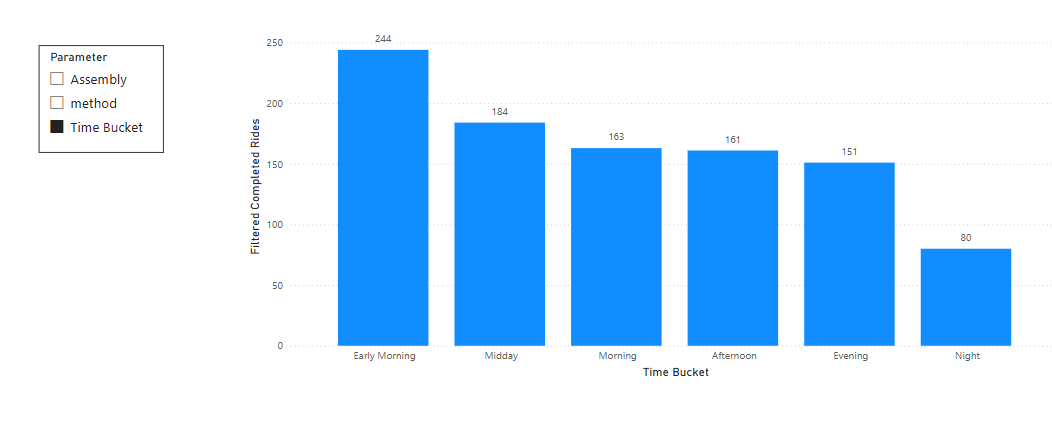 Parameter
Assembly
method
Time Bucket
Filtered Completed Rides
250
200
150
100
50
0
244
184
163
161
151
80
Early Morning
Midday
Morning
Afternoon
Evening
Night
Time Bucket